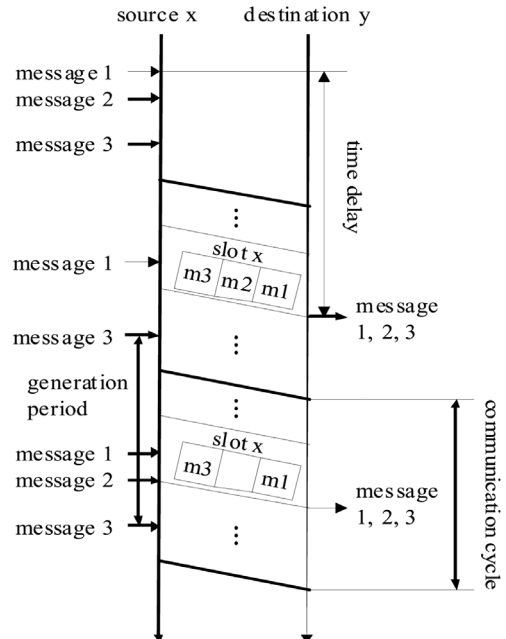 source x destination y
message 1
message 2
message 3
time delay
slot x
message 1
m3 m2 m1
message
1, 2, 3
message 3
generation
period
slot x
message 1
m3 m1
message 2
message
1, 2, 3
message 3
communication cycle